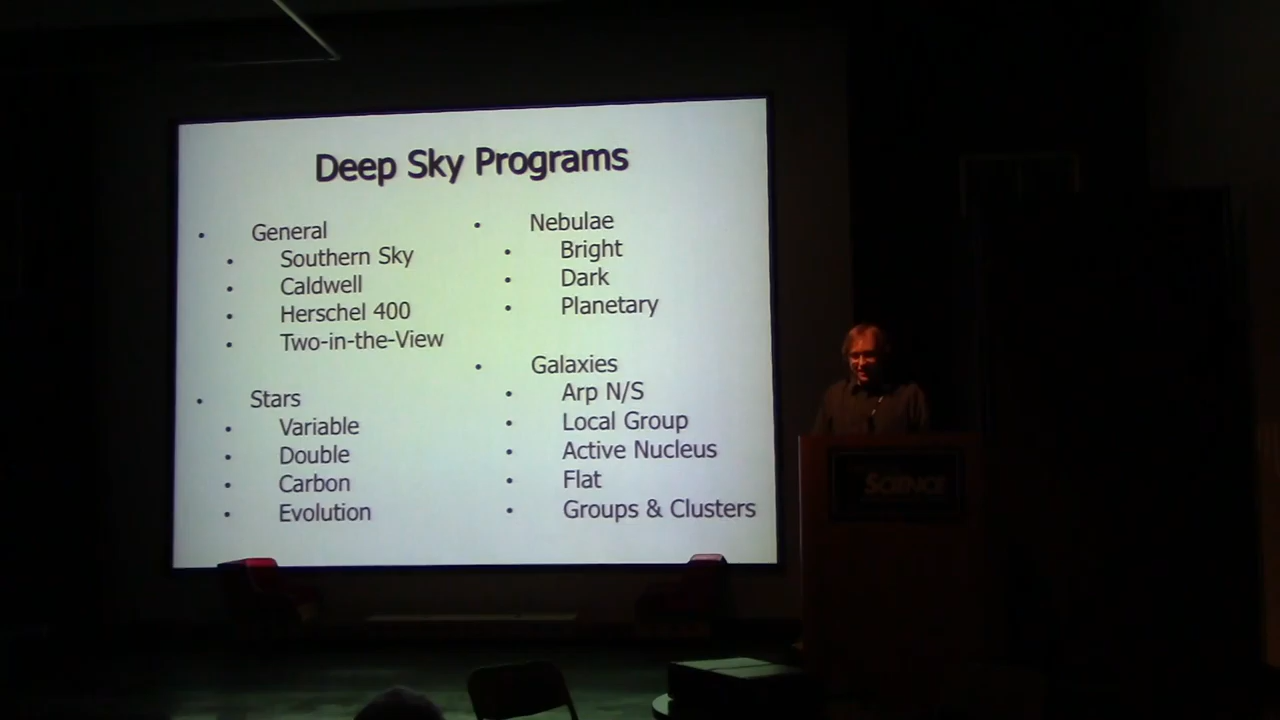 Deep Sky Programs
• General
• Southern Sky
• Caldwell
• Herschel 400
• Two-in-the-View
• Stars
• Variable
• Double
• Carbon
• Evolution
• Nebulae
• Bright
• Dark
• Planetary
• Galaxies
• Arp N/S
• Local Group
• Active Nucleus
• Flat
• Groups & Clusters
SCIENCE